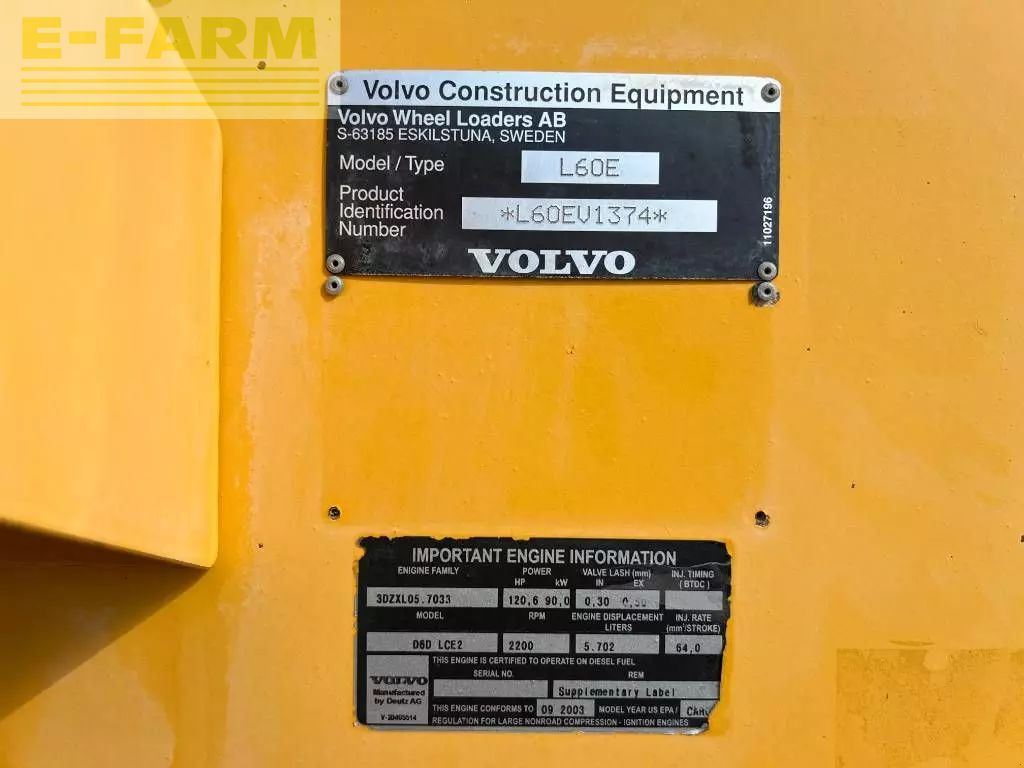 E-FARM
Volvo Construction Equipment
Volvo Wheel Loaders AB
S-63185 ESKILSTUNA, SWEDEN
Model / Type L60E
Product Identification Number *L60EV1374*
11027196
VOLVO
IMPORTANT ENGINE INFORMATION
ENIGINE FAMILY POWER HP kW VALVE LASH (mm) IN EX INJ. TIMING (BTDC)
3DZXL05.7033 120,6 90,0 0,30 0,50
MODEL RPM ENGINE DISPLACEMENT LITERS INJ. RATE (mm³/STROKE)
D6D LCE2 2200 5.702 64,0
THIS ENGINE IS CERTIFIED TO OPERATE ON DIESEL FUEL
SERIAL NO. REM
Supplementary Label
VOLVO
Manufactured by Deutz AG
V-20405514
THIS ENGINE CONFORMS TO 09 2003 MODEL YEAR US EPA /
REGULATION FOR LARGE NONROAD COMPRESSION - IGNITION ENGINES